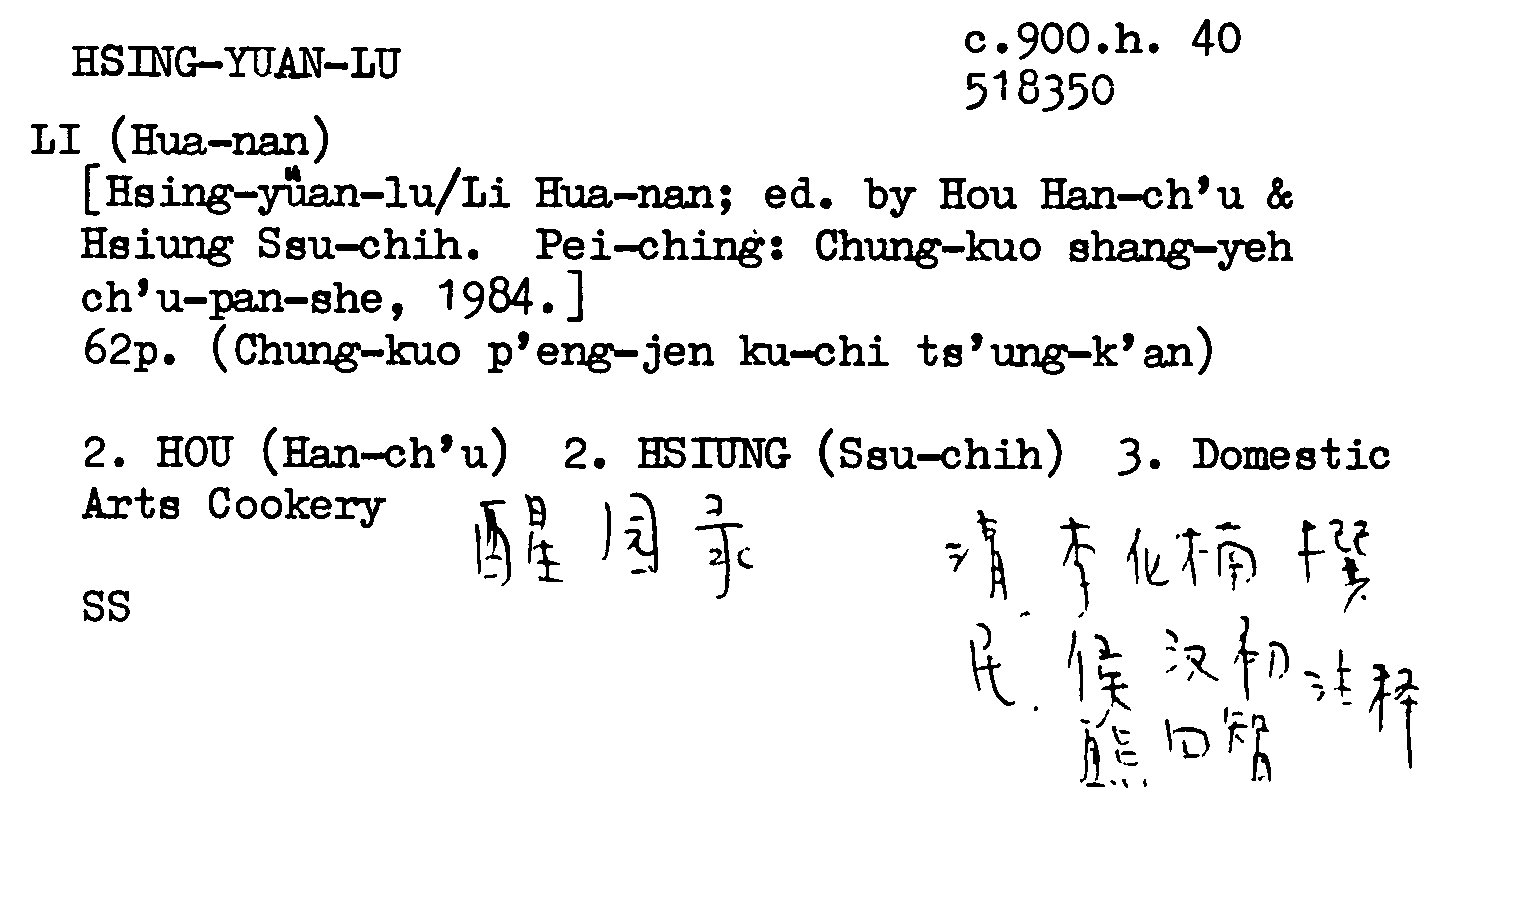 HSING-YUAN-LU
c.900.h. 40
518350
LI (Hua-nan)
[Hsing-yüan-lu/Li Hua-nan; ed. by Hou Han-ch'u &
Hsiung Ssu-chih. Pei-ching: Chung-kuo shang-yeh
ch'u-pan-she, 1984.]
62p. (Chung-kuo p'eng-jen ku-chi ts'ung-k'an)
2. HOU (Han-ch'u) 2. HSIUNG (Ssu-chih) 3. Domestic
Arts Cookery
醒园录
清 李化楠 撰
民. 侯汉初 注释
熊四智
SS